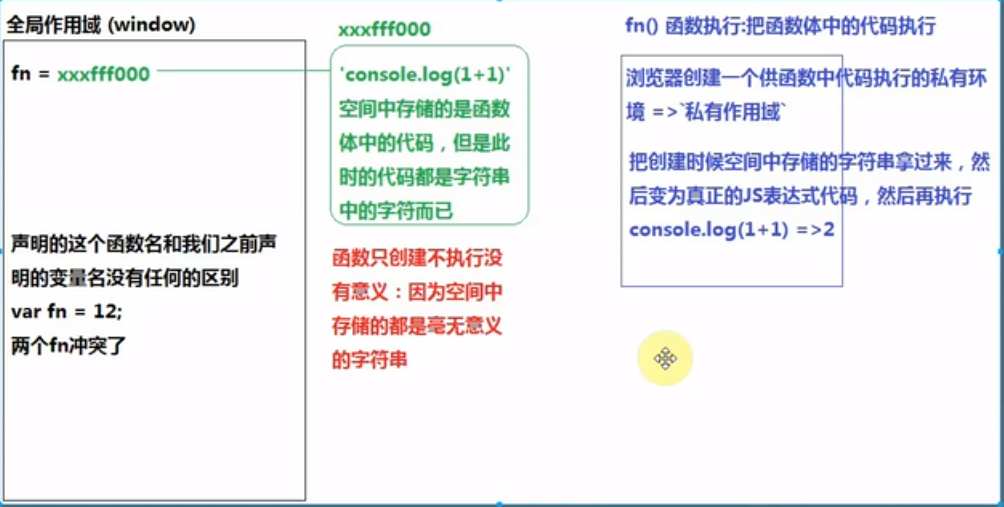 全局作用域 (window)
fn = xxxfff000
声明的这个函数名和我们之前声
明的变量名没有任何的区别
var fn = 12;
两个fn冲突了
xxxfff000
'console.log(1+1)'
空间中存储的是函数
体中的代码，但是此
时的代码都是字符串
中的字符而已
函数只创建不执行没
有意义：因为空间中
存储的都是毫无意义
的字符串
fn() 函数执行:把函数体中的代码执行
浏览器创建一个供函数中代码执行的私有环
境 =>`私有作用域`
把创建时候空间中存储的字符串拿过来，然
后变为真正的JS表达式代码，然后再执行
console.log(1+1) =>2